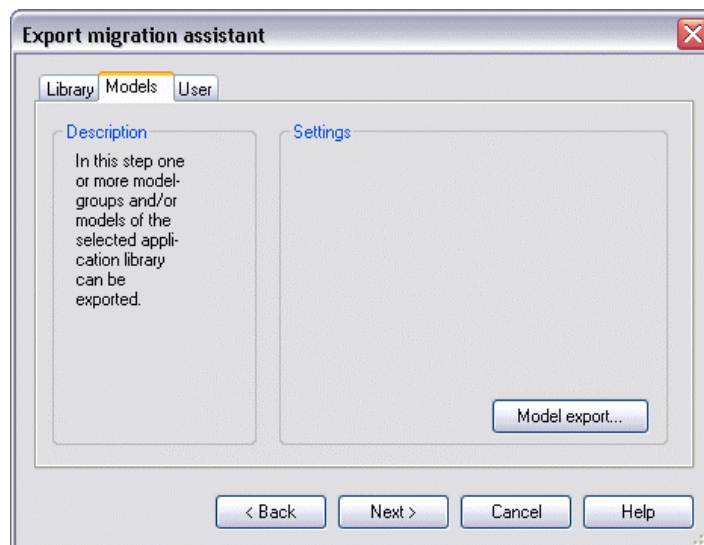 Export migration assistant
Library Models User
Description
Settings
In this step one
or more model-
groups and/or
models of the
selected appli-
cation library
can be
exported.
Model export...
< Back Next > Cancel Help